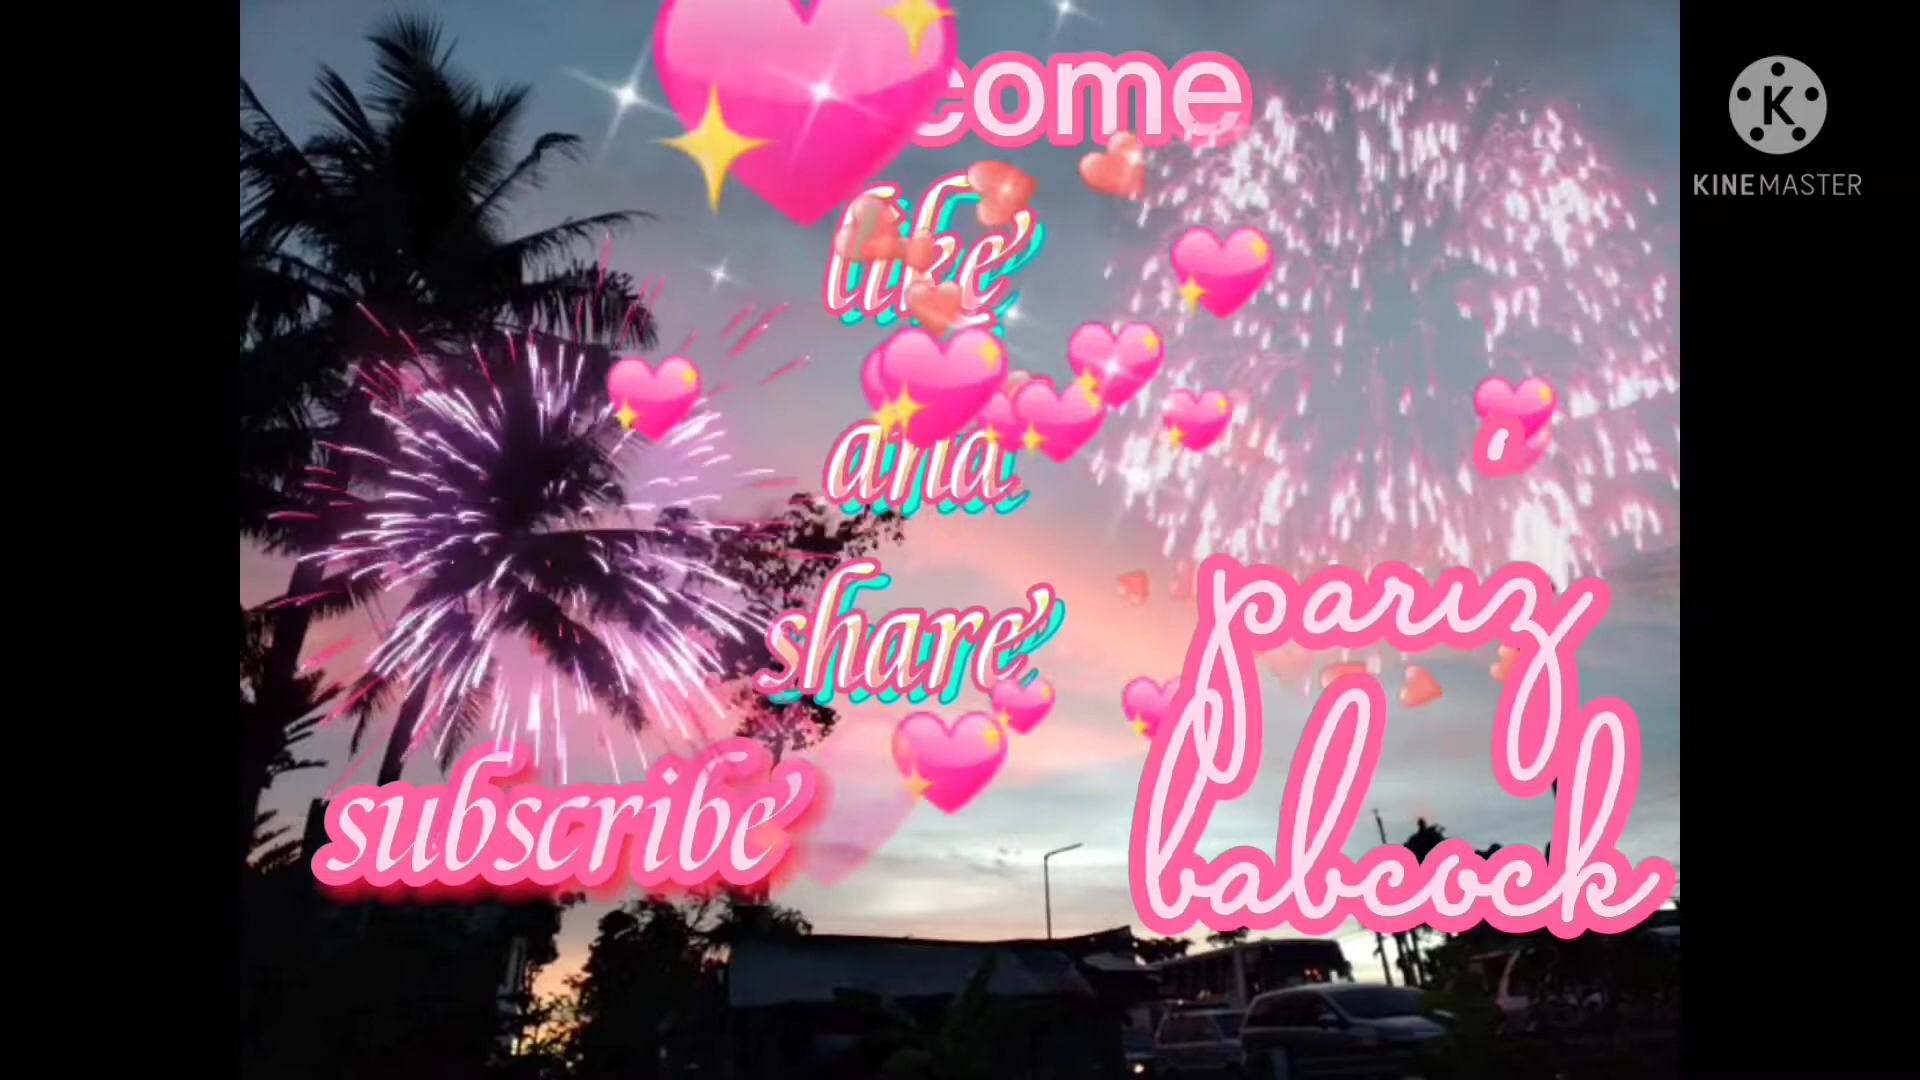 come
like
and
share
subscribe
pariz
babcock
KINEMASTER